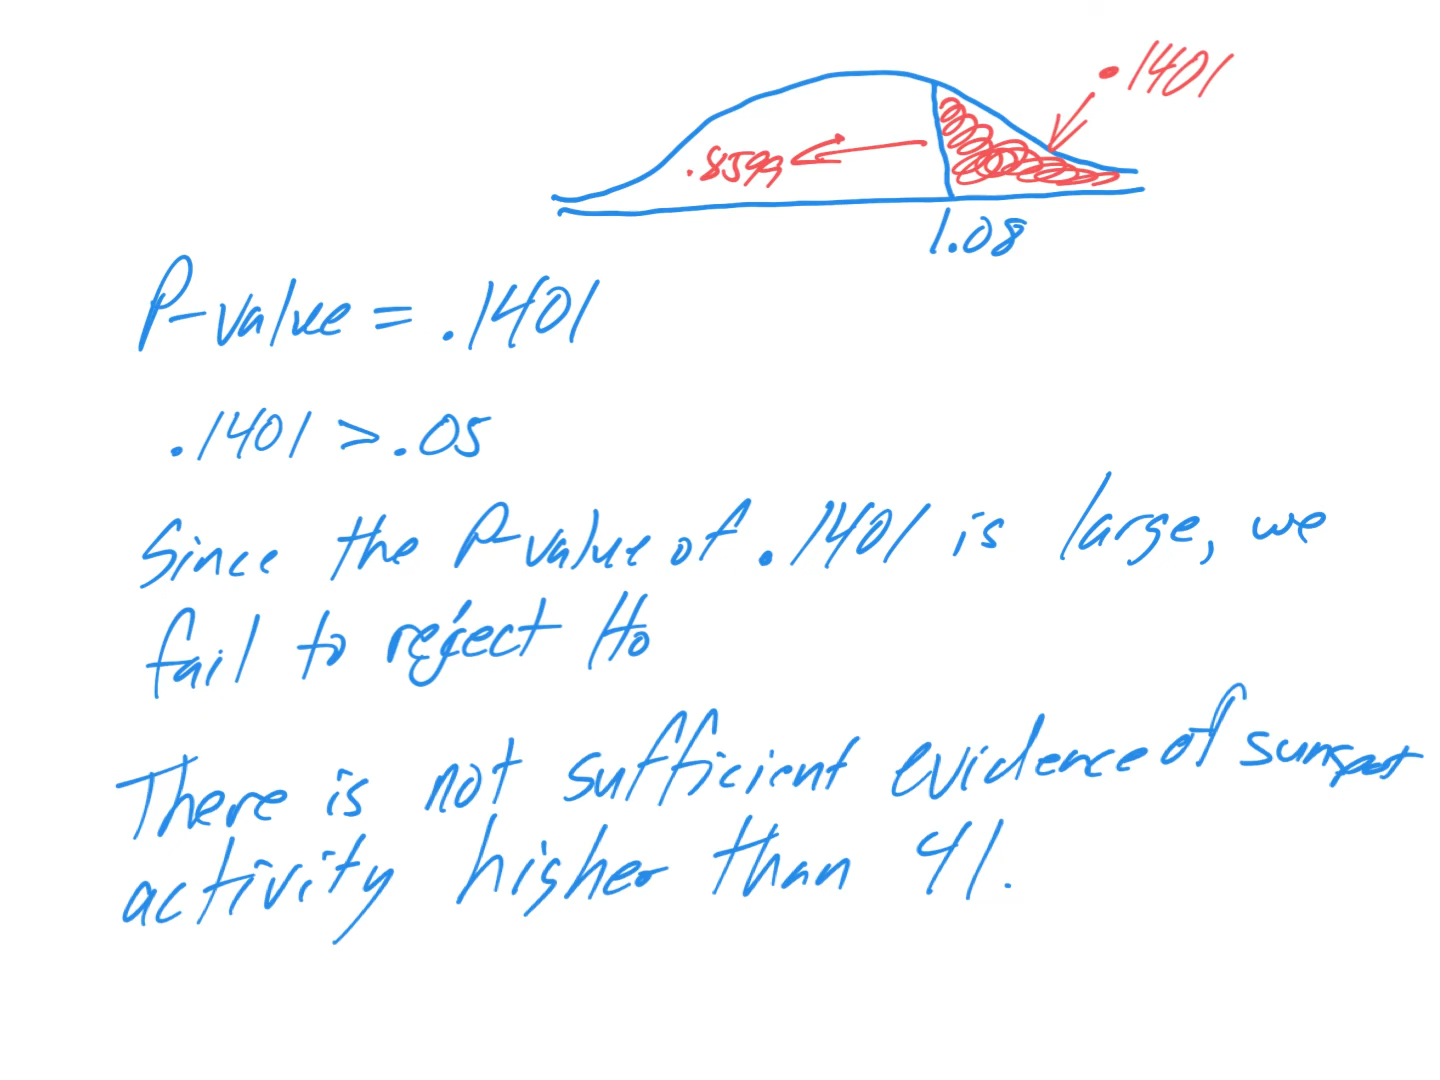 .1401
.8599
1.08
P-value = .1401
.1401 > .05
Since the P-value of .1401 is large, we
fail to reject Ho
There is not sufficient evidence of sunspot
activity higher than 41.